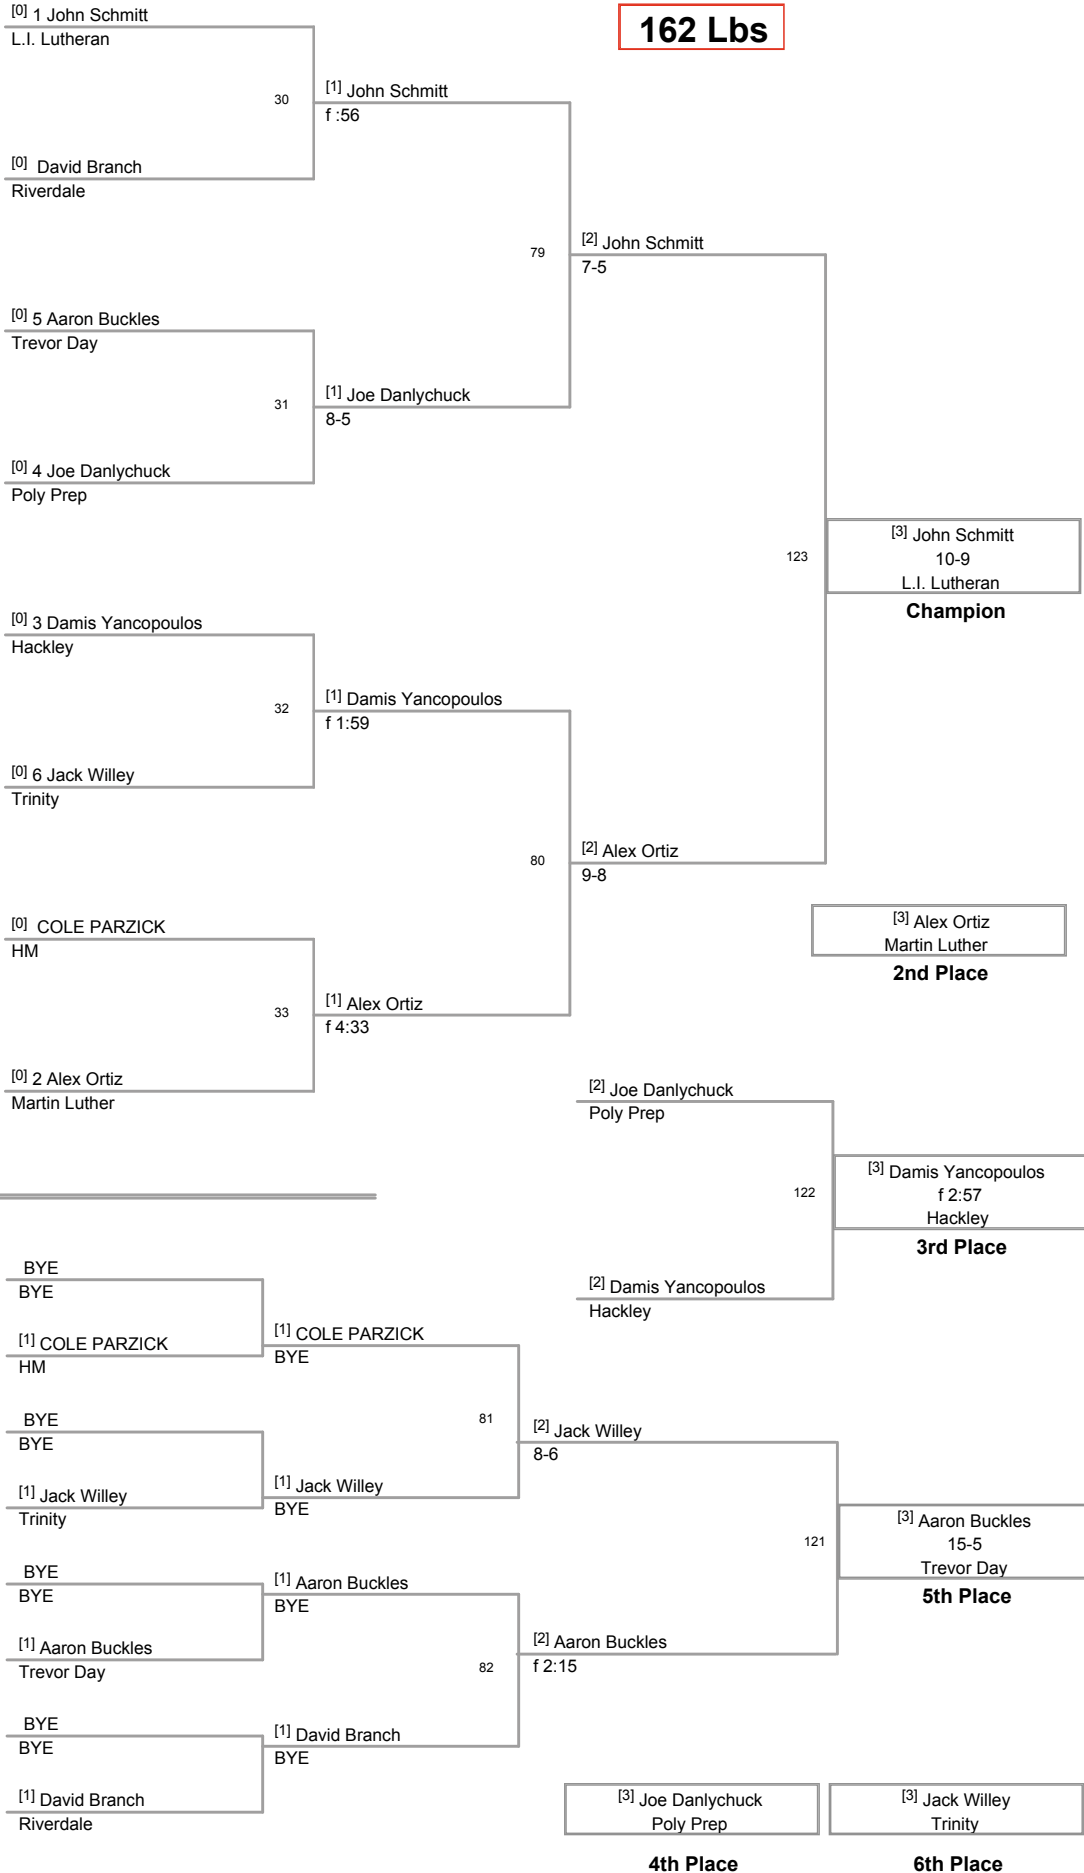 162 Lbs
[0] 1 John Schmitt
L.I. Lutheran
30
[1] John Schmitt
f :56
[0] David Branch
Riverdale
79
[2] John Schmitt
7-5
[0] 5 Aaron Buckles
Trevor Day
31
[1] Joe Danlychuck
8-5
[0] 4 Joe Danlychuck
Poly Prep
123
[3] John Schmitt
10-9
L.I. Lutheran
Champion
[0] 3 Damis Yancopoulos
Hackley
32
[1] Damis Yancopoulos
f 1:59
[0] 6 Jack Willey
Trinity
80
[2] Alex Ortiz
9-8
[0] COLE PARZICK
HM
[3] Alex Ortiz
Martin Luther
2nd Place
33
[1] Alex Ortiz
f 4:33
[0] 2 Alex Ortiz
Martin Luther
[2] Joe Danlychuck
Poly Prep
122
[3] Damis Yancopoulos
f 2:57
Hackley
3rd Place
[2] Damis Yancopoulos
Hackley
BYE
BYE
[1] COLE PARZICK
HM
[1] COLE PARZICK
BYE
81
[2] Jack Willey
8-6
BYE
BYE
[1] Jack Willey
Trinity
[1] Jack Willey
BYE
121
[3] Aaron Buckles
15-5
Trevor Day
5th Place
BYE
BYE
[1] Aaron Buckles
BYE
[1] Aaron Buckles
Trevor Day
82
[2] Aaron Buckles
f 2:15
BYE
BYE
[1] David Branch
BYE
[1] David Branch
Riverdale
[3] Joe Danlychuck
Poly Prep
4th Place
[3] Jack Willey
Trinity
6th Place